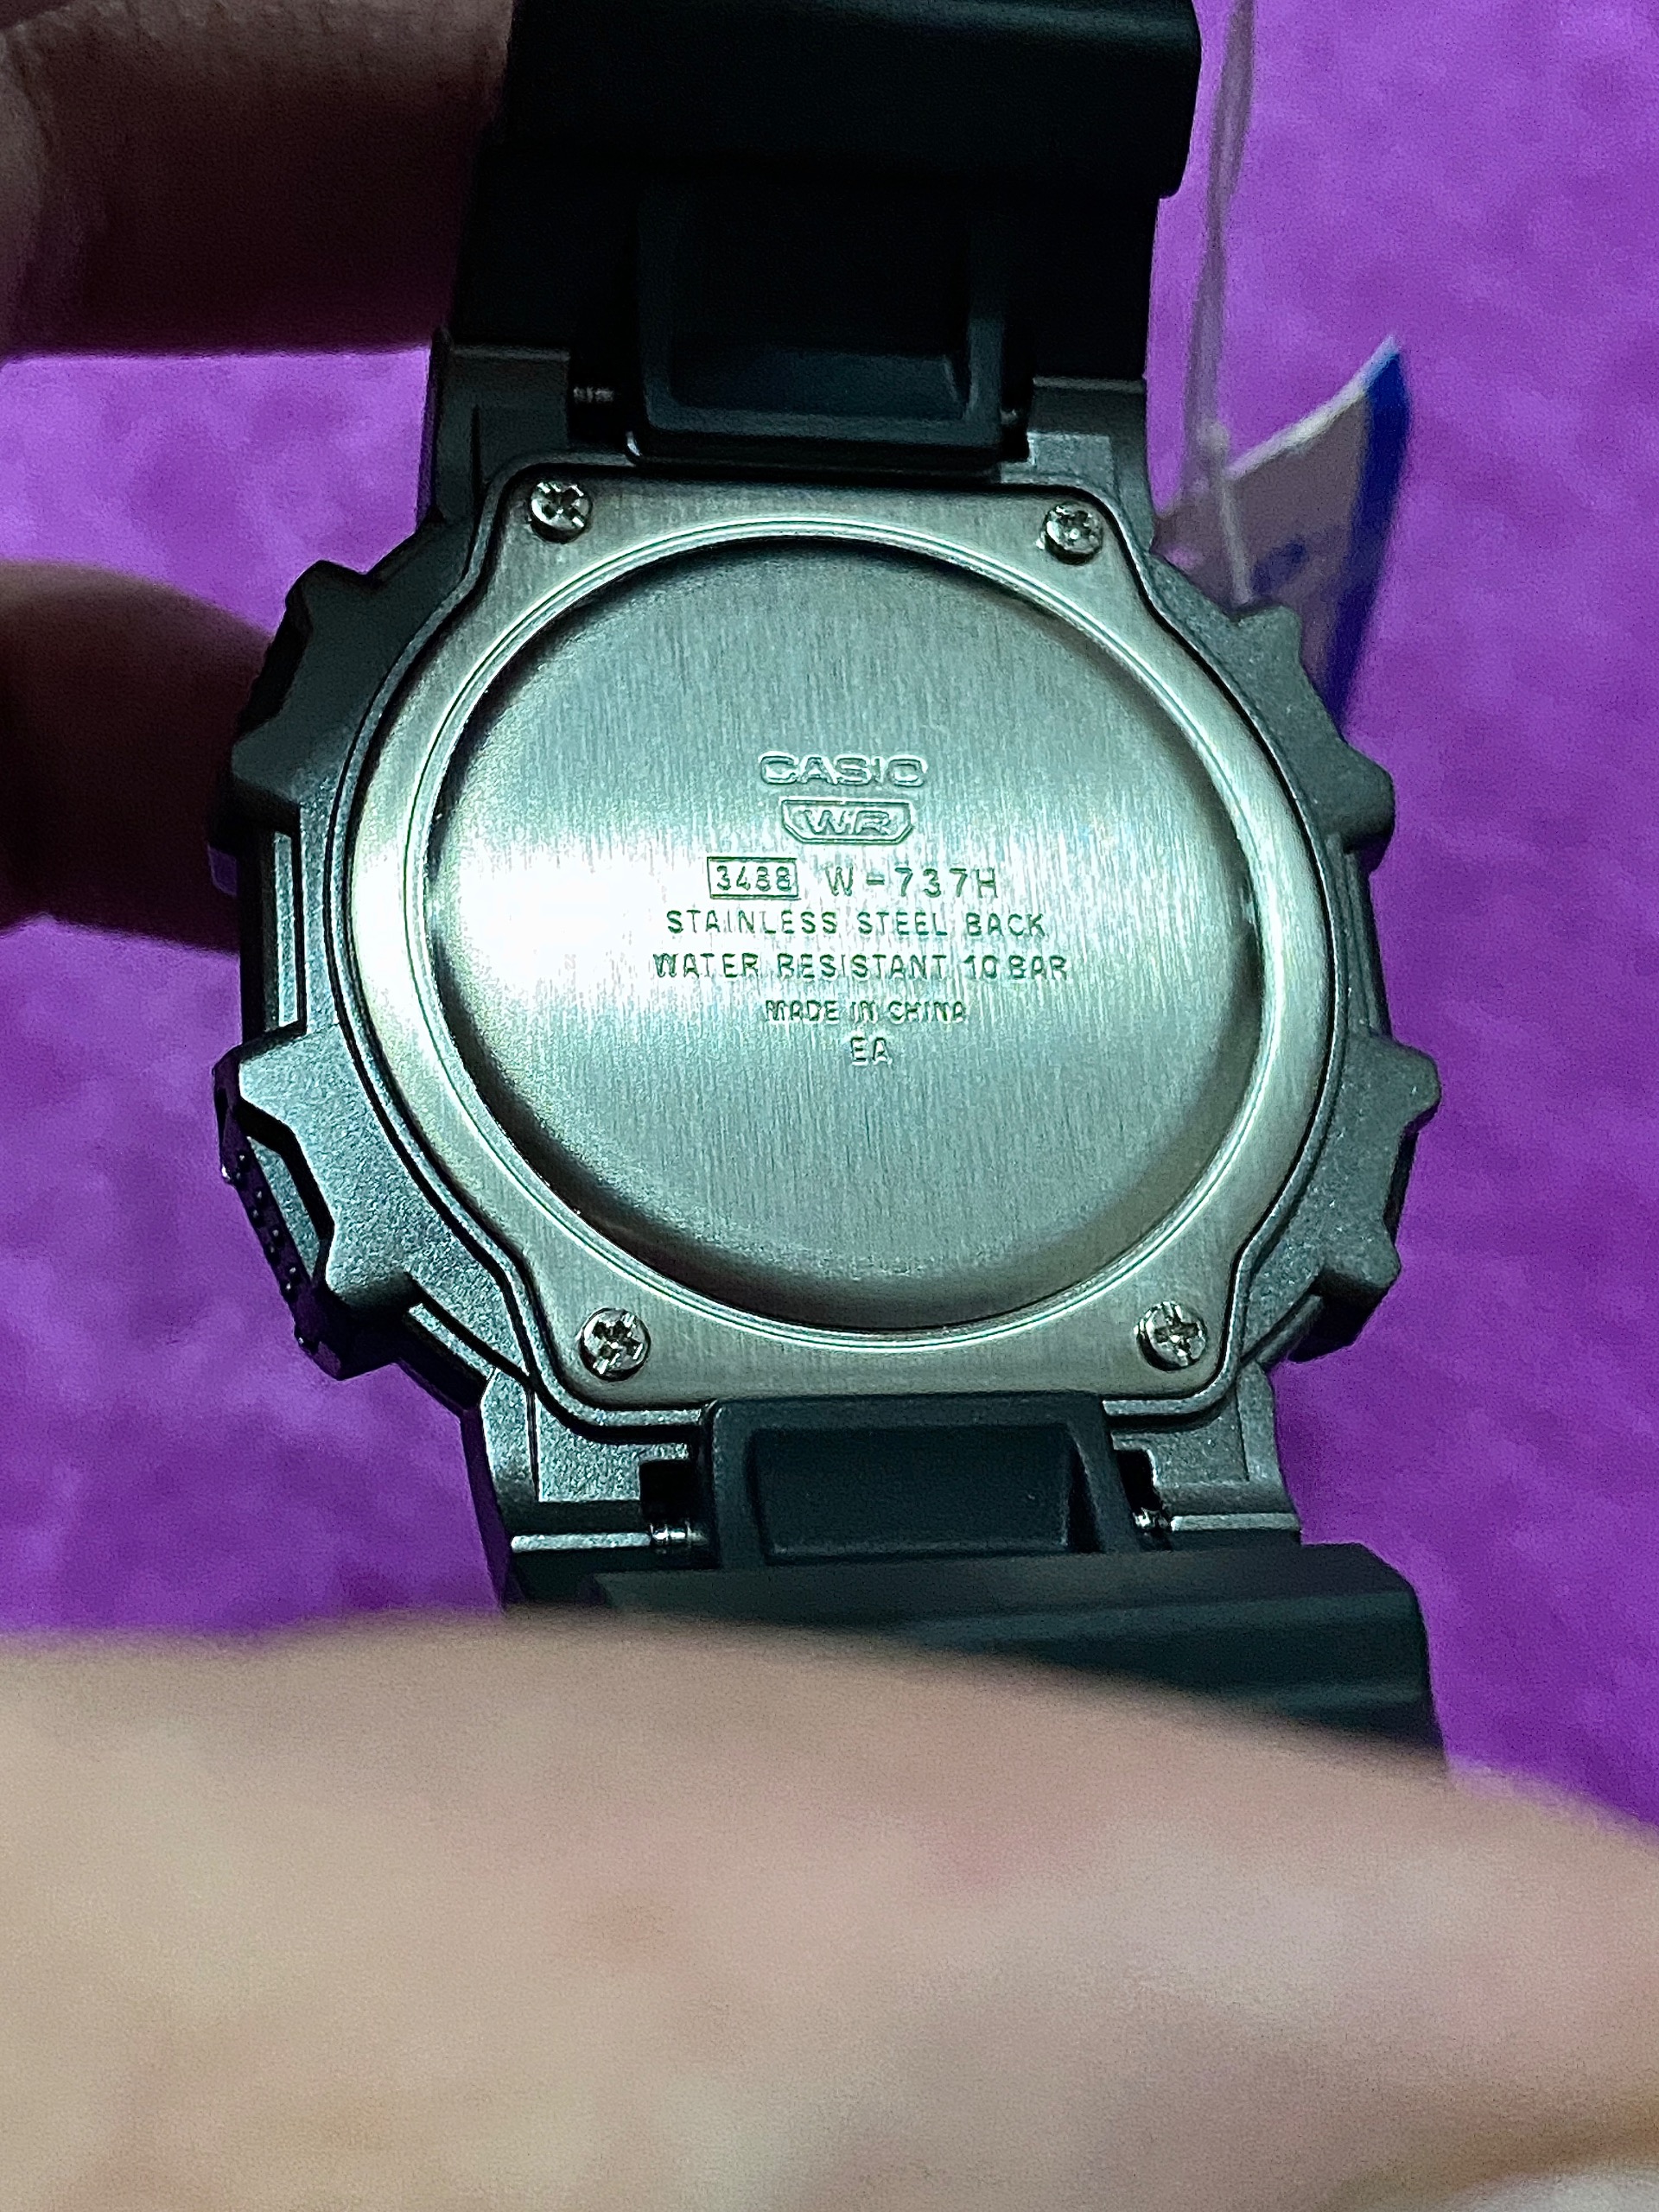 CASIO
WR
3488 W-737H
STAINLESS STEEL BACK
WATER RESISTANT 10 BAR
MADE IN CHINA
EA